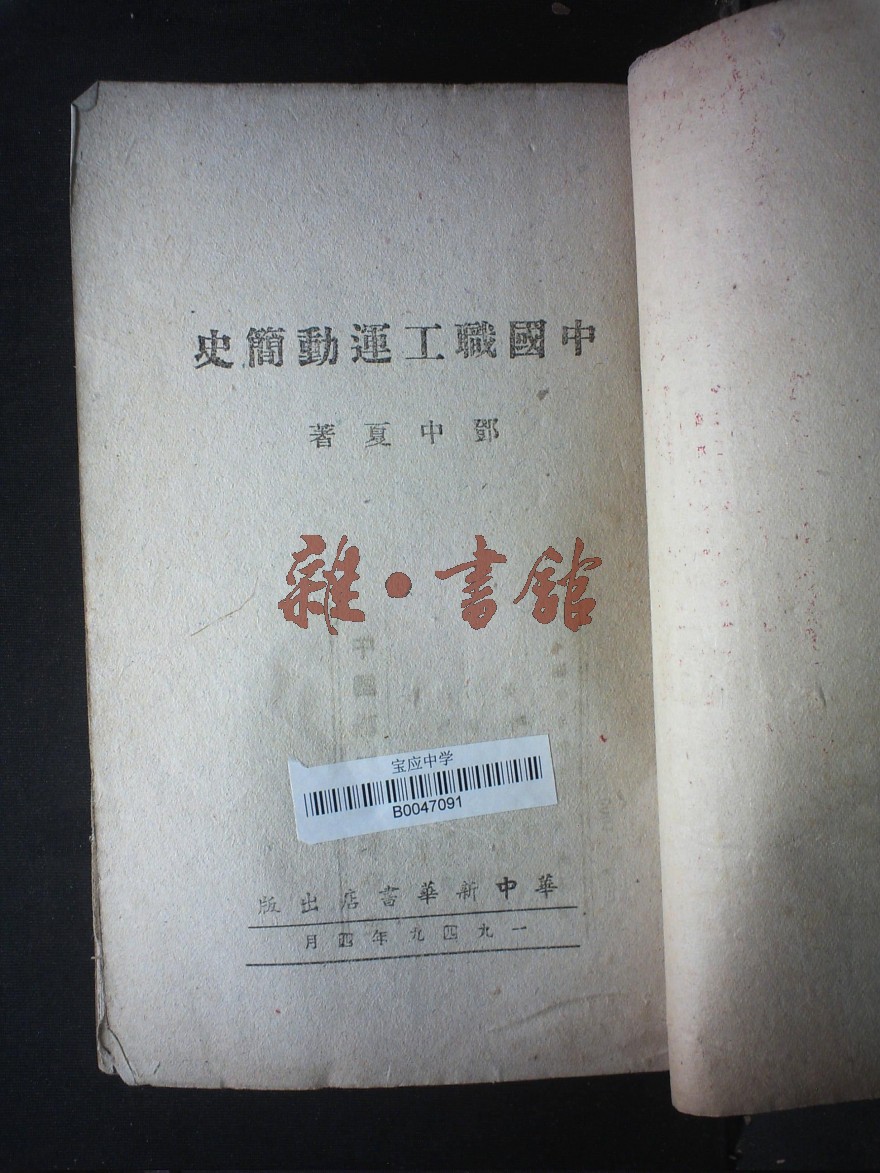 中國職工運動簡史
鄧中夏著
雜·書館
宝应中学
B0047091
華中新華書店出版
一九四九年四月